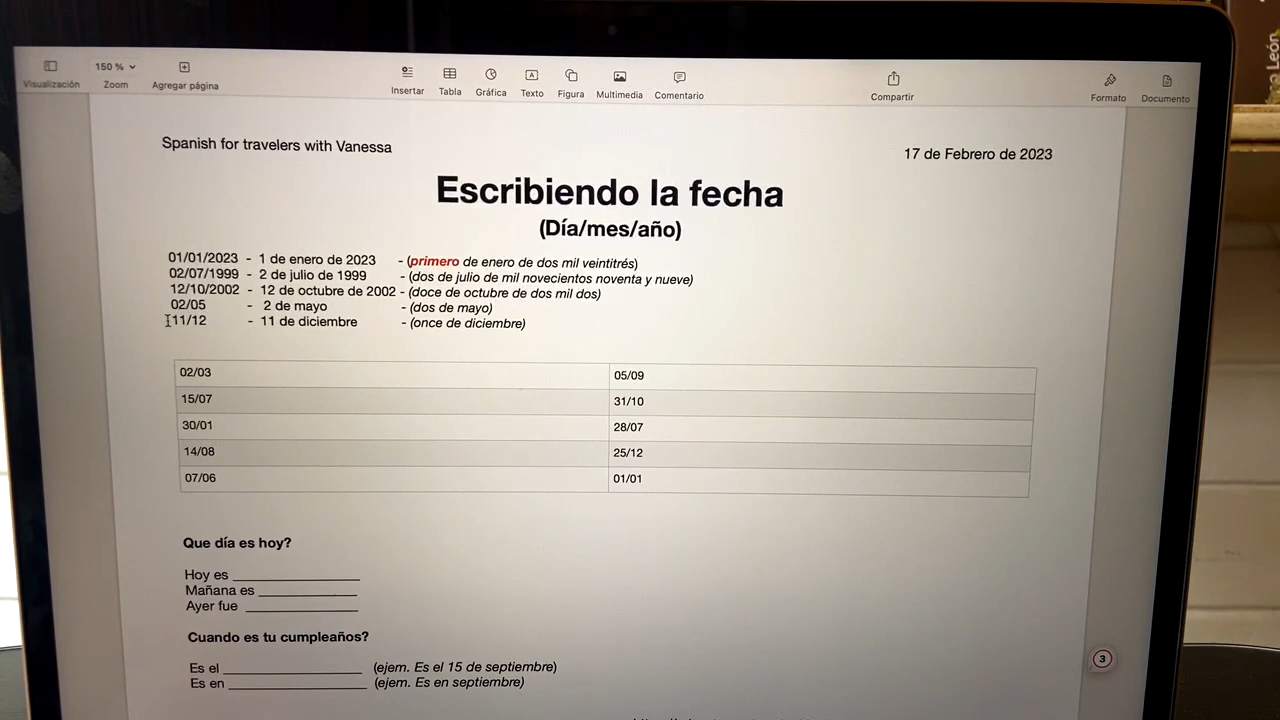 Visualización
150 %
Zoom
Agregar página
Insertar
Tabla
Gráfica
Texto
Figura
Multimedia
Comentario
Compartir
Formato
Documento
León
Spanish for travelers with Vanessa
17 de Febrero de 2023
Escribiendo la fecha
(Día/mes/año)
01/01/2023 - 1 de enero de 2023 - (primero de enero de dos mil veintitrés)
02/07/1999 - 2 de julio de 1999 - (dos de julio de mil novecientos noventa y nueve)
12/10/2002 - 12 de octubre de 2002 - (doce de octubre de dos mil dos)
02/05 - 2 de mayo - (dos de mayo)
11/12 - 11 de diciembre - (once de diciembre)
02/03 05/09
15/07 31/10
30/01 28/07
14/08 25/12
07/06 01/01
Que día es hoy?
Hoy es ________________
Mañana es ____________
Ayer fue ______________
Cuando es tu cumpleaños?
Es el _________________ (ejem. Es el 15 de septiembre)
Es en _________________ (ejem. Es en septiembre)
3